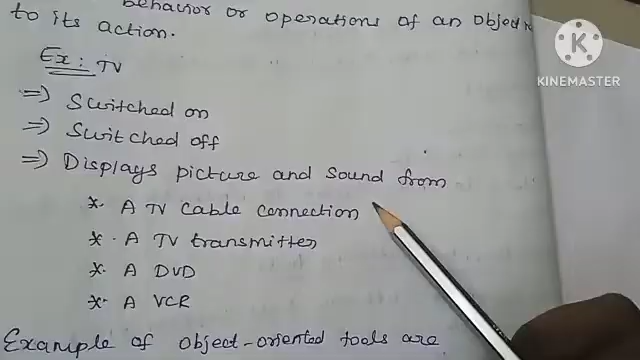 behavior or operations of an object
to its action.
Ex: TV
⇒ Switched on
⇒ Switched off
⇒ Displays picture and sound from
*. A TV cable connection
*. A TV transmitter
*. A DVD
*. A VCR
Example of object-oriented tools are
KINEMASTER